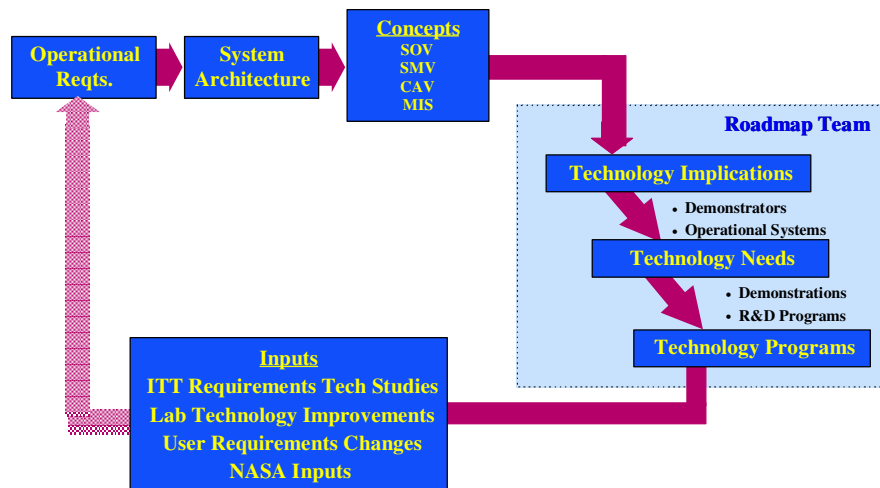 Operational
Reqts.
System
Architecture
Concepts
SOV
SMV
CAV
MIS
Roadmap Team
Technology Implications
• Demonstrators
• Operational Systems
Technology Needs
• Demonstrations
• R&D Programs
Technology Programs
Inputs
ITT Requirements Tech Studies
Lab Technology Improvements
User Requirements Changes
NASA Inputs